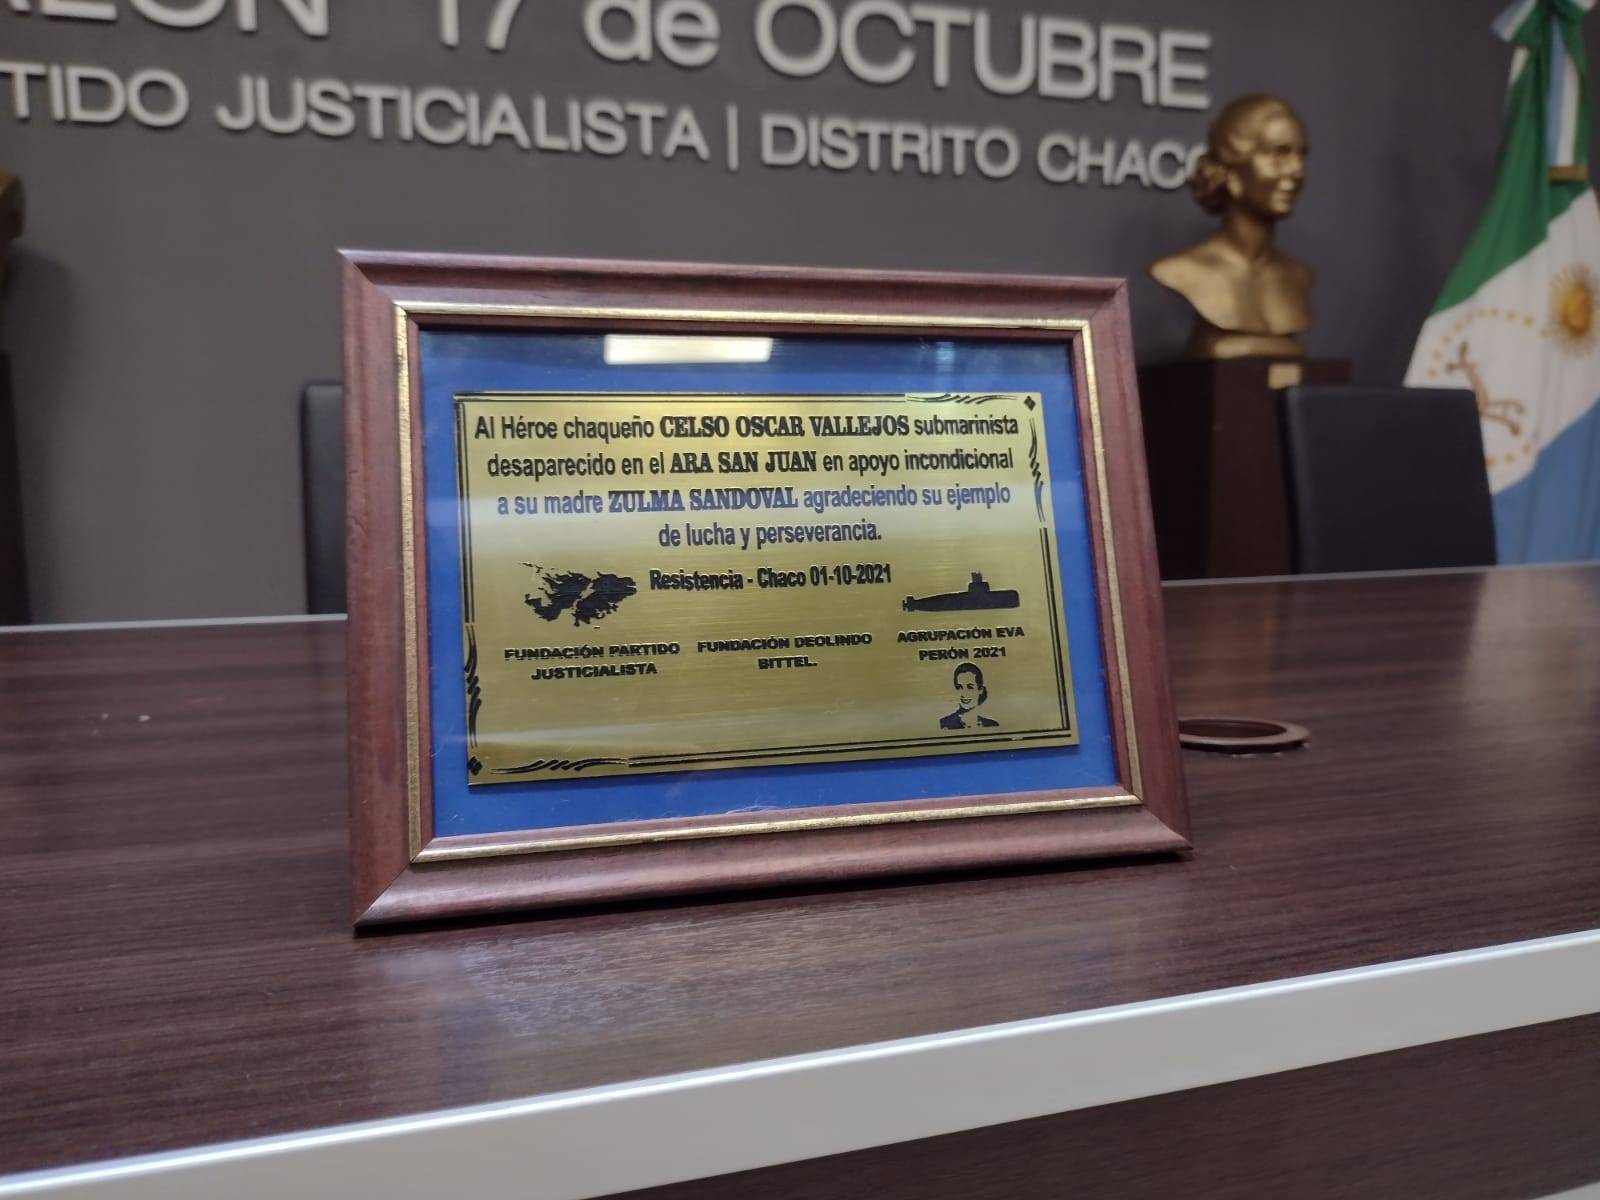 17 de OCTUBRE
JUSTICIALISTA | DISTRITO CHACO
Al Héroe chaqueño CELSO OSCAR VALLEJOS submarinista
desaparecido en el ARA SAN JUAN en apoyo incondicional
a su madre ZULMA SANDOVAL agradeciendo su ejemplo
de lucha y perseverancia.
Resistencia - Chaco 01-10-2021
FUNDACIÓN PARTIDO
JUSTICIALISTA
FUNDACIÓN DEOLINDO
BITTEL.
AGRUPACIÓN EVA
PERÓN 2021